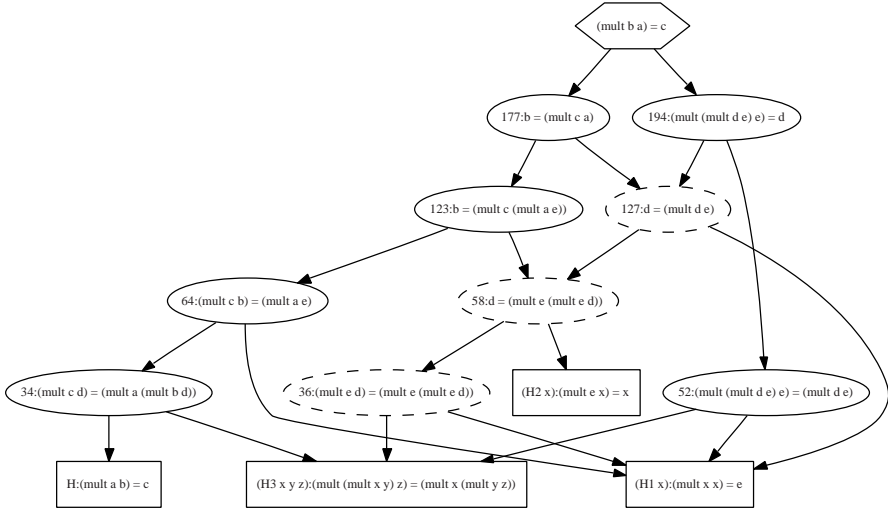 (mult b a) = c
177:b = (mult c a)
194:(mult (mult d e) e) = d
123:b = (mult c (mult a e))
127:d = (mult d e)
64:(mult c b) = (mult a e)
58:d = (mult e (mult e d))
34:(mult c d) = (mult a (mult b d))
36:(mult e d) = (mult e (mult e d))
(H2 x):(mult e x) = x
52:(mult (mult d e) e) = (mult d e)
H:(mult a b) = c
(H3 x y z):(mult (mult x y) z) = (mult x (mult y z))
(H1 x):(mult x x) = e